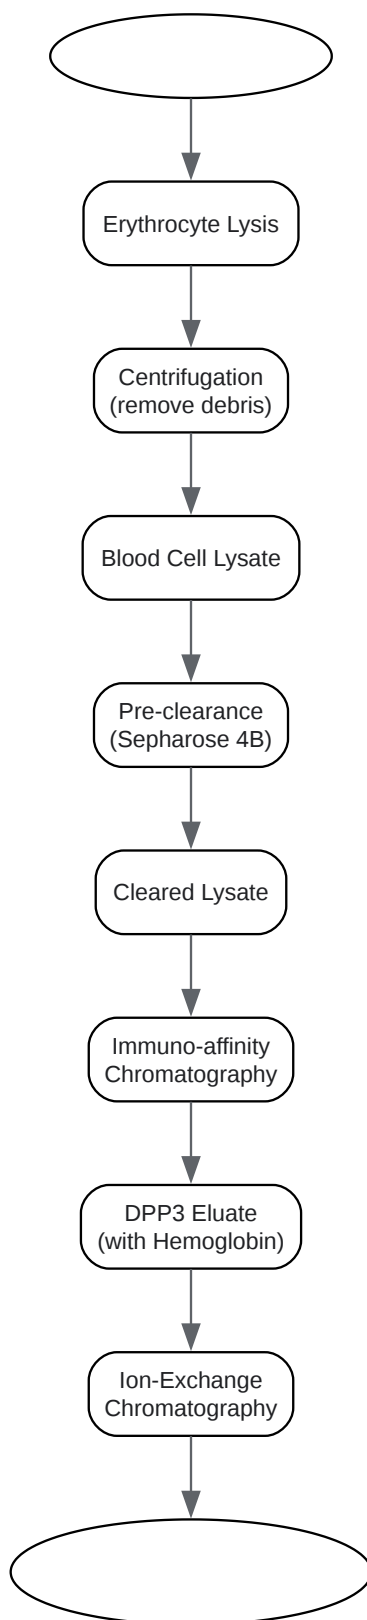 Erythrocyte Lysis
Centrifugation
(remove debris)
Blood Cell Lysate
Pre-clearance
(Sepharose 4B)
Cleared Lysate
Immuno-affinity
Chromatography
DPP3 Eluate
(with Hemoglobin)
Ion-Exchange
Chromatography